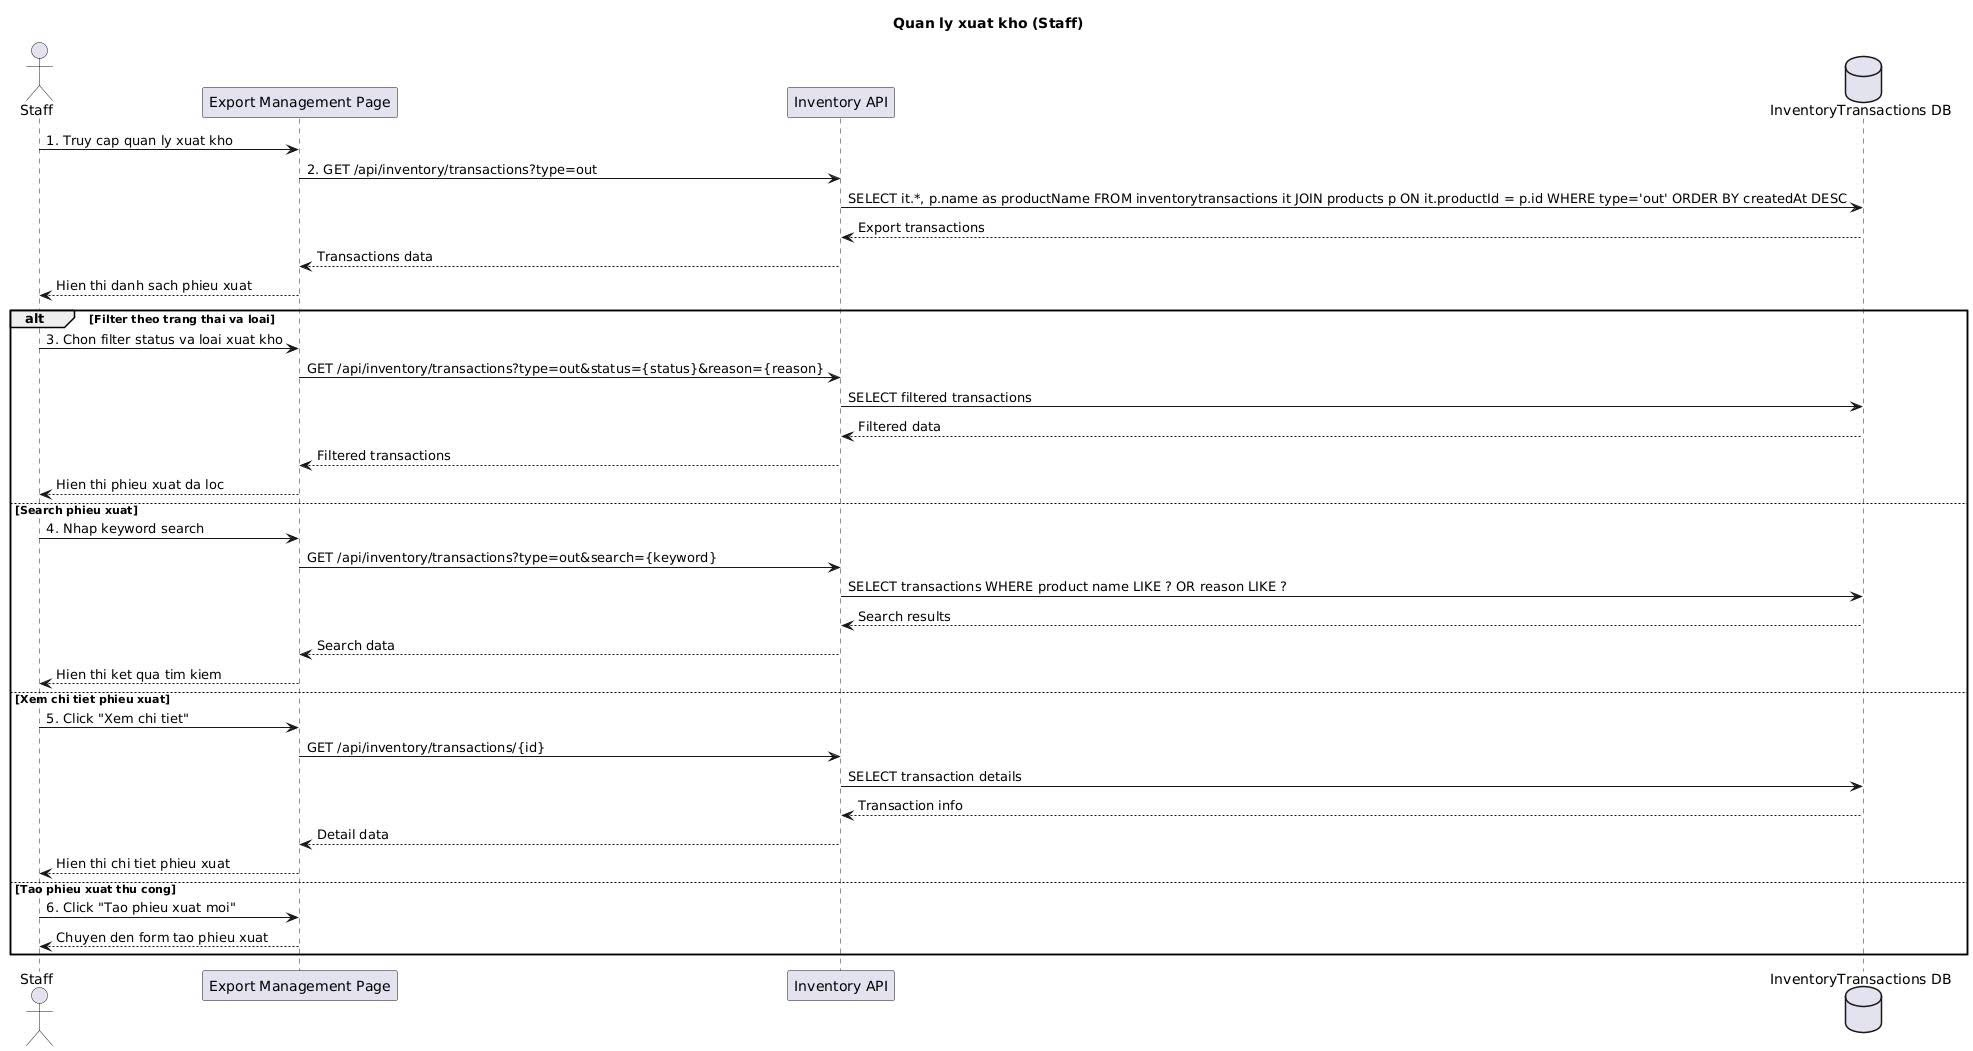 Quan ly xuat kho (Staff)
Staff
Export Management Page
Inventory API
InventoryTransactions DB
1. Truy cap quan ly xuat kho
2. GET /api/inventory/transactions?type=out
SELECT it.*, p.name as productName FROM inventorytransactions it JOIN products p ON it.productId = p.id WHERE type='out' ORDER BY createdAt DESC
Export transactions
Transactions data
Hien thi danh sach phieu xuat
alt [Filter theo trang thai va loai]
3. Chon filter status va loai xuat kho
GET /api/inventory/transactions?type=out&status={status}&reason={reason}
SELECT filtered transactions
Filtered data
Filtered transactions
Hien thi phieu xuat da loc
[Search phieu xuat]
4. Nhap keyword search
GET /api/inventory/transactions?type=out&search={keyword}
SELECT transactions WHERE product name LIKE ? OR reason LIKE ?
Search results
Search data
Hien thi ket qua tim kiem
[Xem chi tiet phieu xuat]
5. Click "Xem chi tiet"
GET /api/inventory/transactions/{id}
SELECT transaction details
Transaction info
Detail data
Hien thi chi tiet phieu xuat
[Tao phieu xuat thu cong]
6. Click "Tao phieu xuat moi"
Chuyen den form tao phieu xuat
Staff
Export Management Page
Inventory API
InventoryTransactions DB